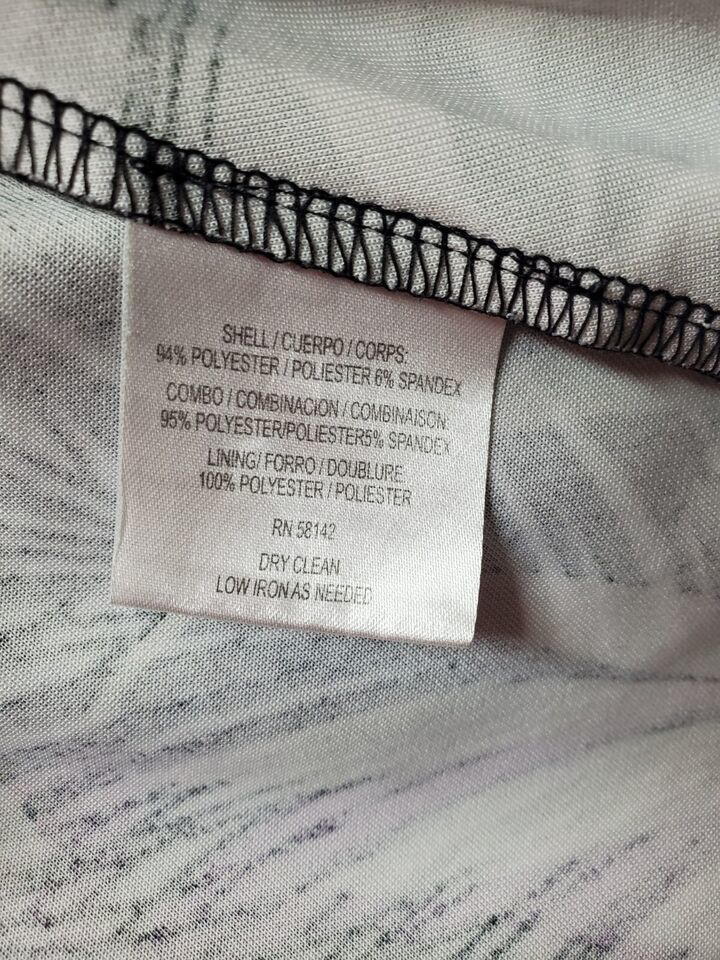 SHELL / CUERPO / CORPS:
94% POLYESTER / POLIESTER 6% SPANDEX
COMBO / COMBINACION / COMBINAISON:
95% POLYESTER/POLIESTER5% SPANDEX
LINING/ FORRO / DOUBLURE:
100% POLYESTER / POLIESTER
RN 58142
DRY CLEAN
LOW IRON AS NEEDED